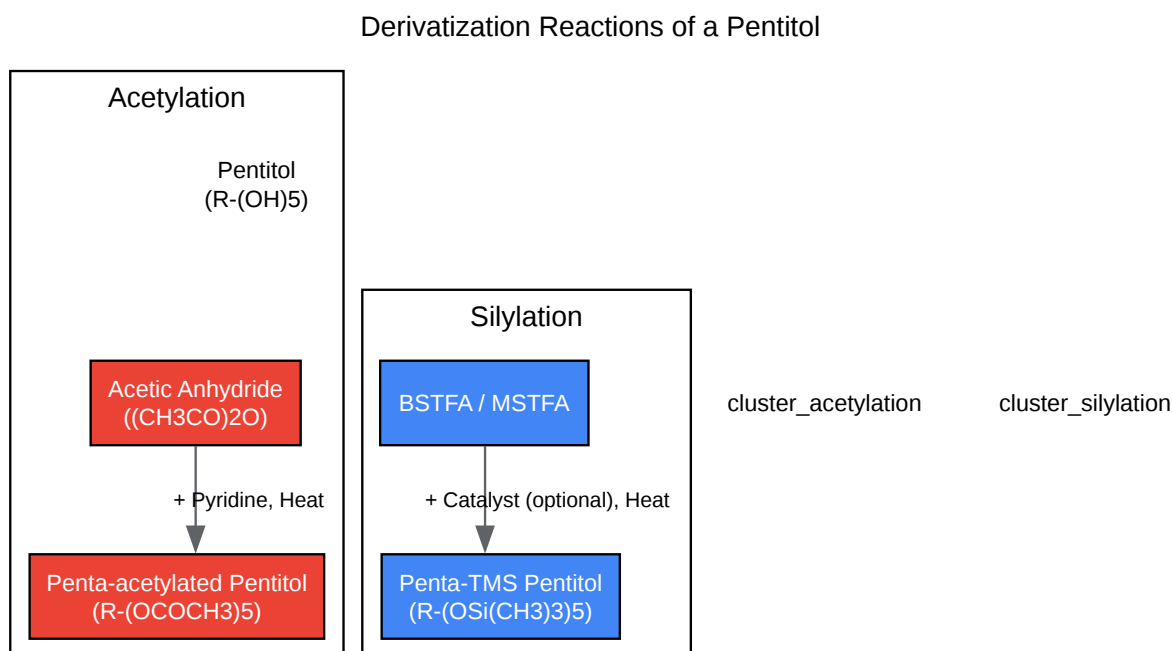 Derivatization Reactions of a Pentitol
Acetylation
Pentitol
(R-(OH)5)
Acetic Anhydride
((CH3CO)2O)
+ Pyridine, Heat
Penta-acetylated Pentitol
(R-(OCOCH3)5)
Silylation
BSTFA / MSTFA
+ Catalyst (optional), Heat
Penta-TMS Pentitol
(R-(OSi(CH3)3)5)
cluster_acetylation
cluster_silylation